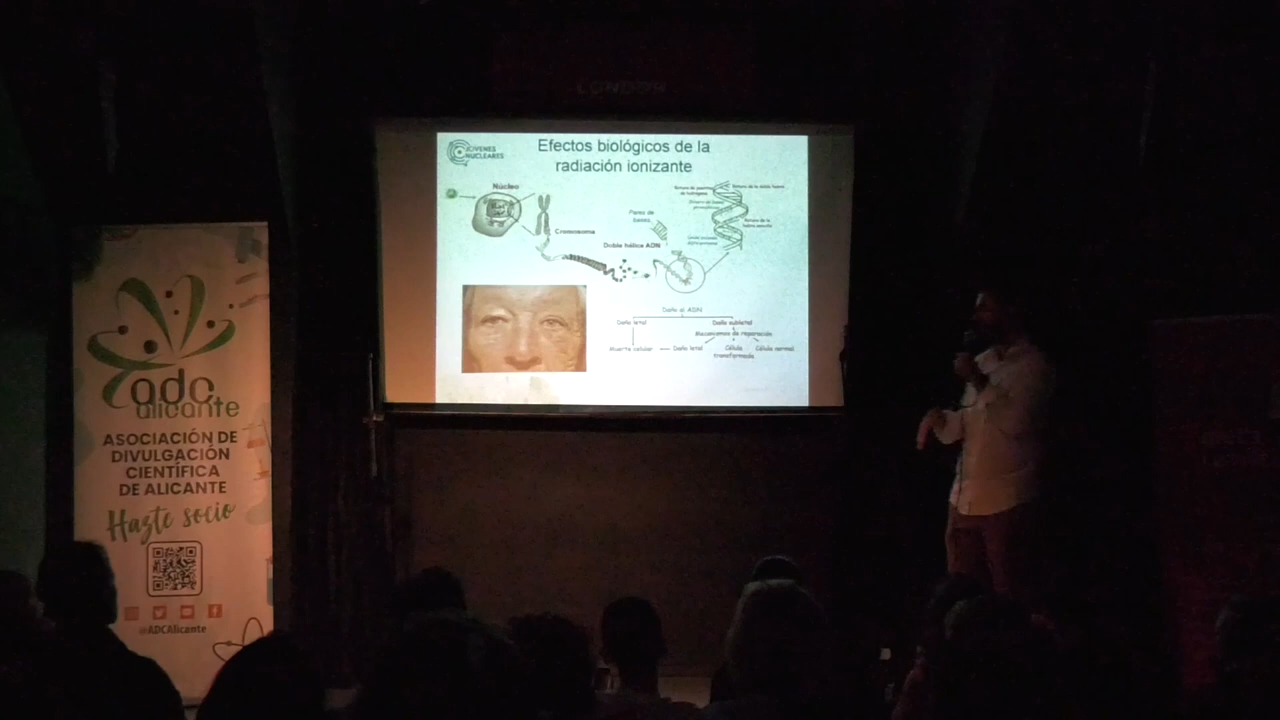 LONDON
JÓVENES
NUCLEARES
Efectos biológicos de la
radiación ionizante
Núcleo
Cromosoma
Pares de
bases
Doble hélice ADN
Daño al ADN
Daño letal
Daño subletal
Mecanismos de reparación
Muerte celular
Daño letal
Célula
transformada
Célula normal
adc
alicante
ASOCIACIÓN DE
DIVULGACIÓN
CIENTÍFICA
DE ALICANTE
Hazte socio
@ADCAlicante